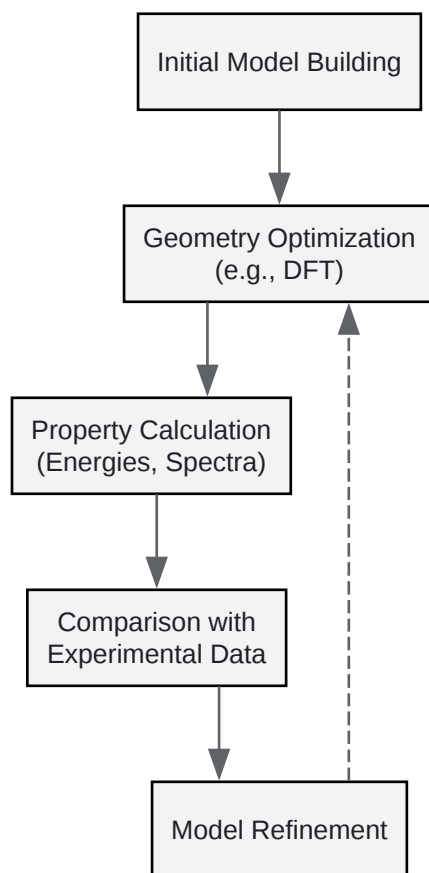 Initial Model Building
Geometry Optimization
(e.g., DFT)
Property Calculation
(Energies, Spectra)
Comparison with
Experimental Data
Model Refinement